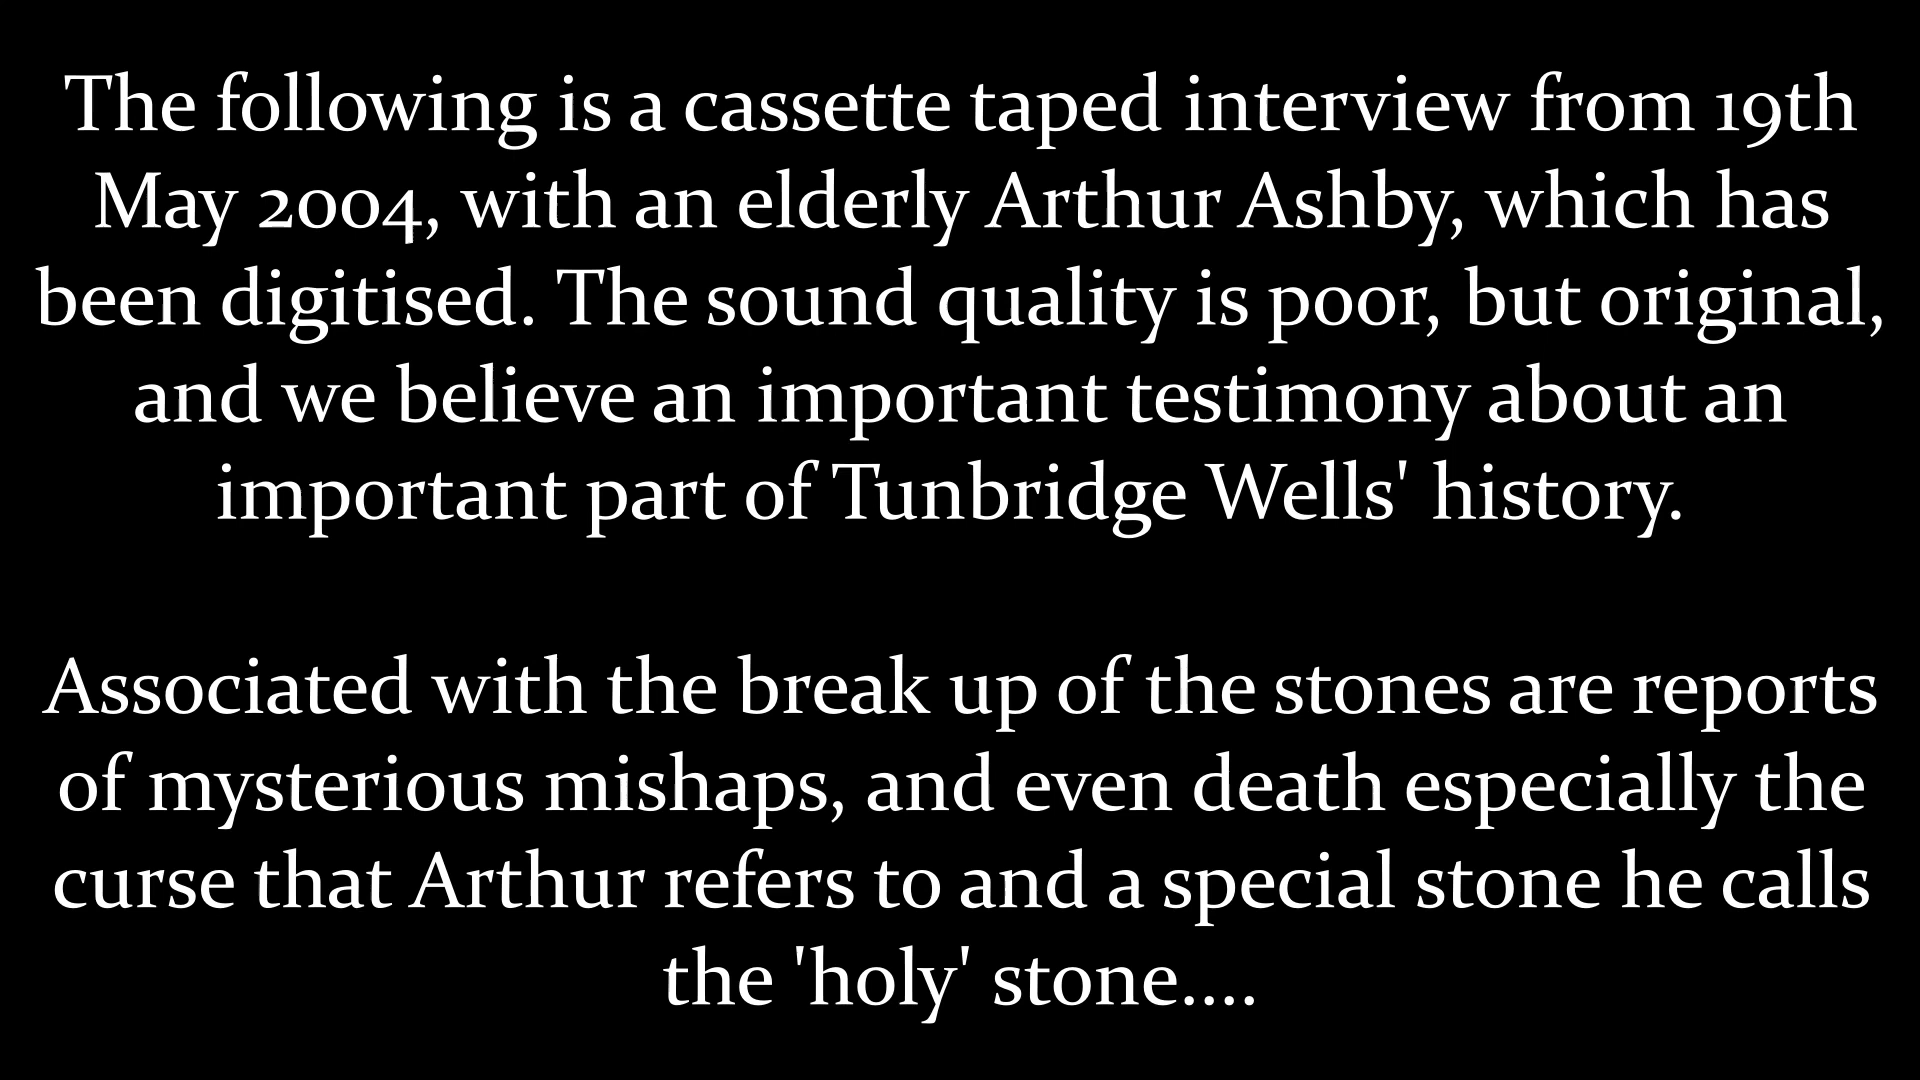 The following is a cassette taped interview from 19th
May 2004, with an elderly Arthur Ashby, which has
been digitised. The sound quality is poor, but original,
and we believe an important testimony about an
important part of Tunbridge Wells' history.
Associated with the break up of the stones are reports
of mysterious mishaps, and even death especially the
curse that Arthur refers to and a special stone he calls
the 'holy' stone....